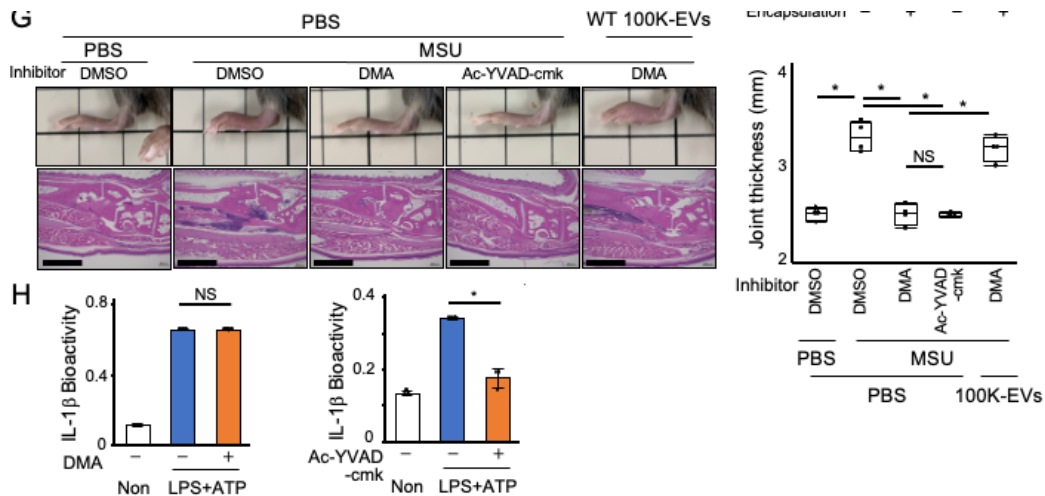 G
PBS
WT 100K-EVs
PBS
MSU
Inhibitor DMSO DMSO DMA Ac-YVAD-cmk DMA
Encapsulation − + − +
Joint thickness (mm)
4
3
2
* * * *
NS
Inhibitor DMSO DMSO DMA Ac-YVAD
-cmk DMA
PBS MSU
PBS 100K-EVs
H
IL-1β Bioactivity
0.8
0.4
0
NS
DMA − − +
Non LPS+ATP
IL-1β Bioactivity
0.4
0.2
0
*
Ac-YVAD
-cmk − − +
Non LPS+ATP